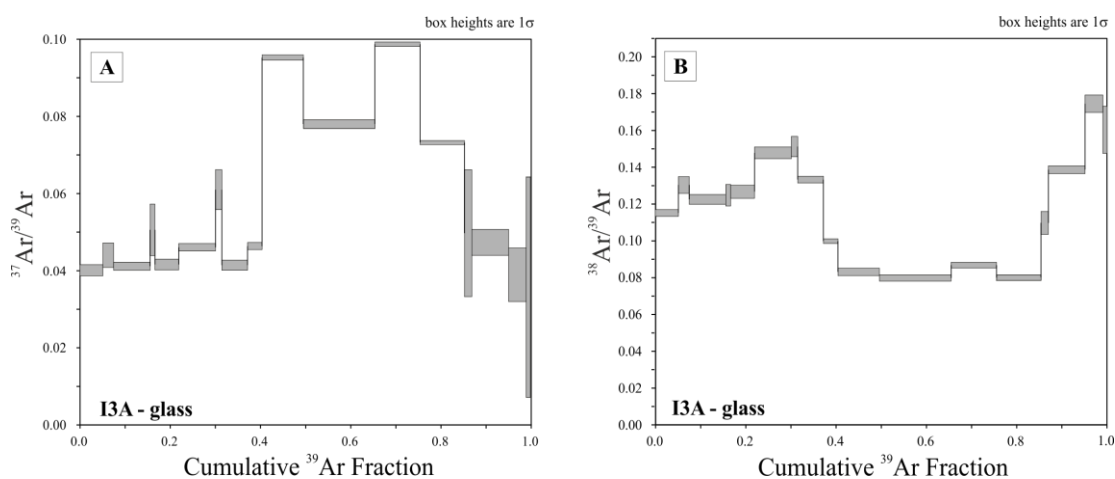 box heights are 1σ
0.10
A
0.08
0.06
³⁷Ar/³⁹Ar
0.04
0.02
I3A - glass
0.00
0.0
0.2
0.4
0.6
0.8
1.0
Cumulative ³⁹Ar Fraction
box heights are 1σ
0.20
B
0.18
0.16
0.14
0.12
³⁸Ar/³⁹Ar
0.10
0.08
0.06
0.04
0.02
I3A - glass
0.00
0.0
0.2
0.4
0.6
0.8
1.0
Cumulative ³⁹Ar Fraction